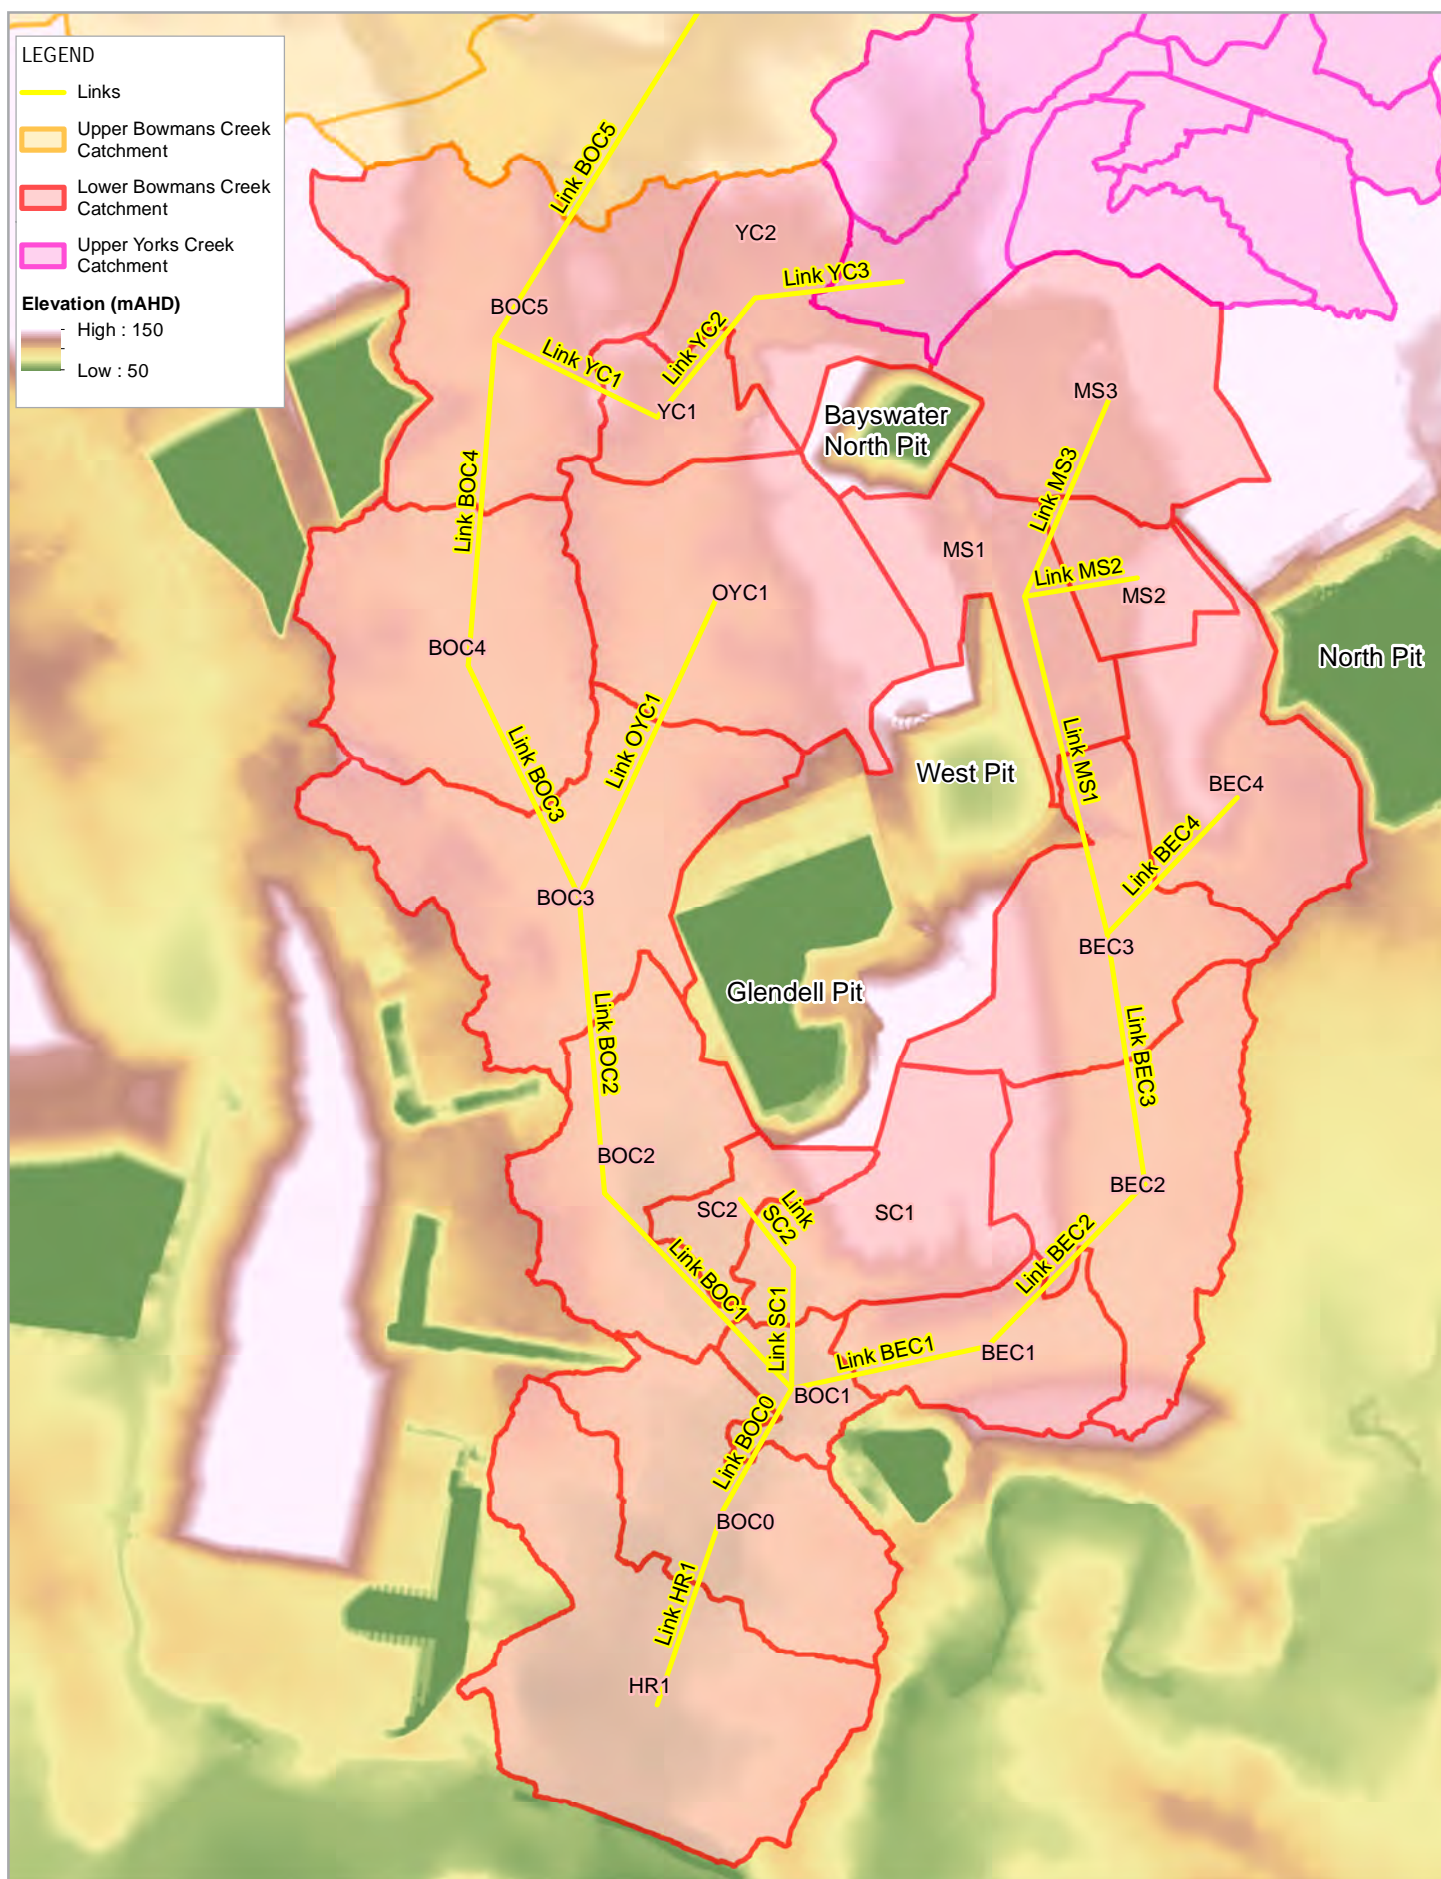 LEGEND
Links
Upper Bowmans Creek
Catchment
Lower Bowmans Creek
Catchment
Upper Yorks Creek
Catchment
Elevation (mAHD)
High : 150
Low : 50
Link BOC5
YC2
Link YC3
BOC5
Link YC2
Link YC1
YC1
MS3
Bayswater
North Pit
Link BOC4
Link MS3
MS1
Link MS2
MS2
OYC1
BOC4
North Pit
Link OYC1
Link BOC3
Link MS1
West Pit
BEC4
Link BEC4
BOC3
BEC3
Glendell Pit
Link BOC2
Link BEC3
BOC2
BEC2
SC2
Link
SC2
SC1
Link BEC2
Link BOC1
Link SC1
Link BEC1
BEC1
BOC1
Link BOC0
BOC0
Link HR1
HR1